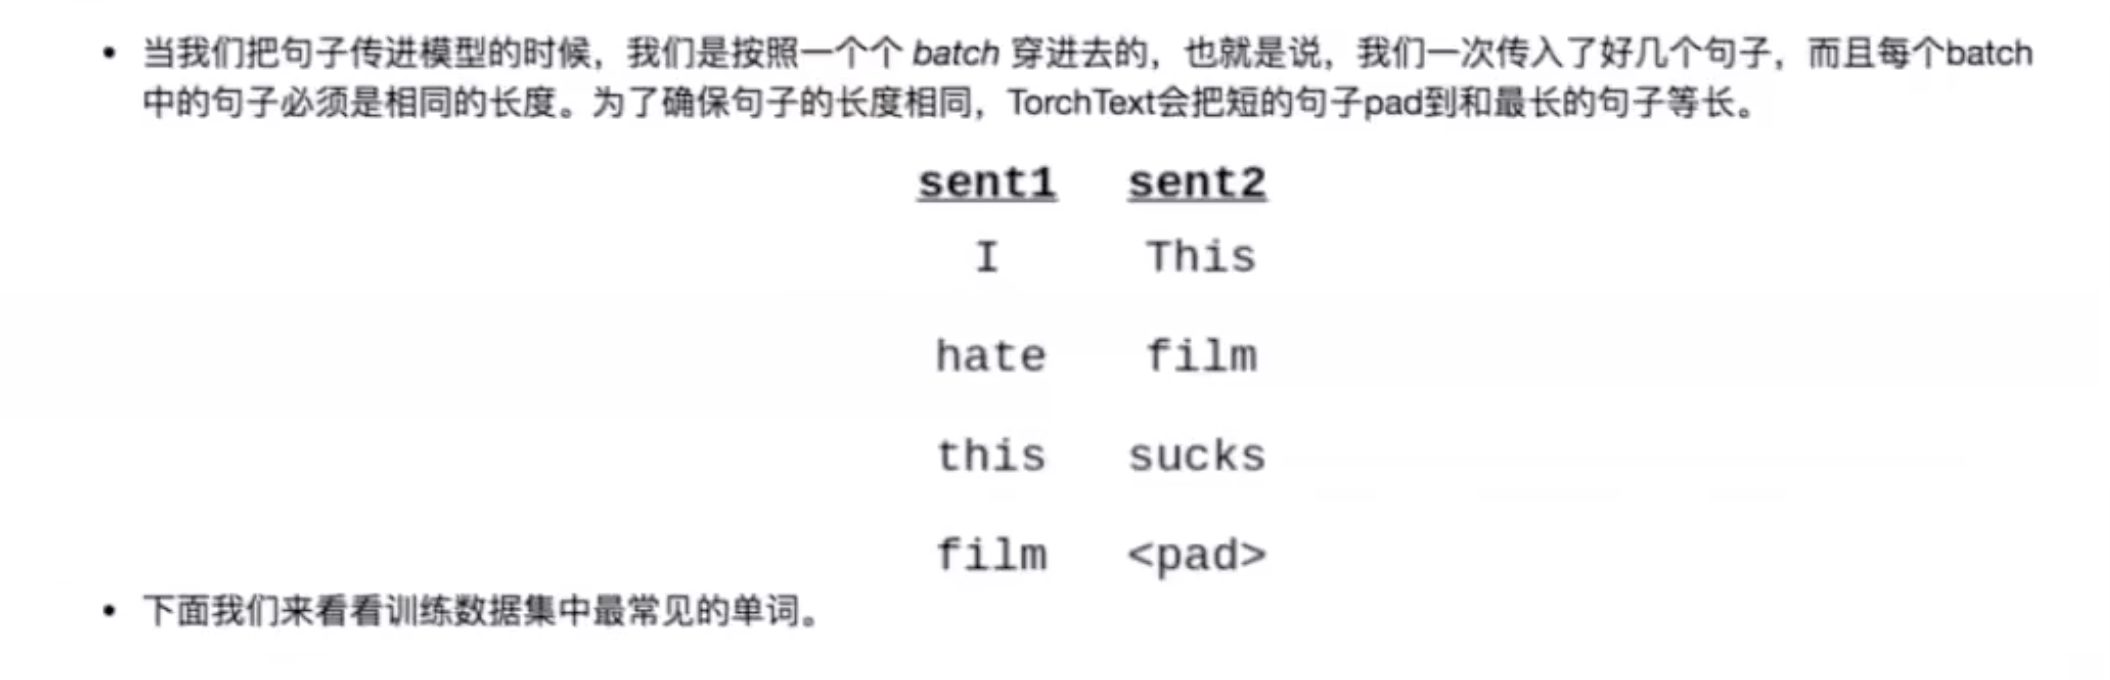 • 当我们把句子传进模型的时候，我们是按照一个个 batch 穿进去的，也就是说，我们一次传入了好几个句子，而且每个batch
中的句子必须是相同的长度。为了确保句子的长度相同，TorchText会把短的句子pad到和最长的句子等长。
sent1 sent2
I This
hate film
this sucks
film <pad>
• 下面我们来看看训练数据集中最常见的单词。